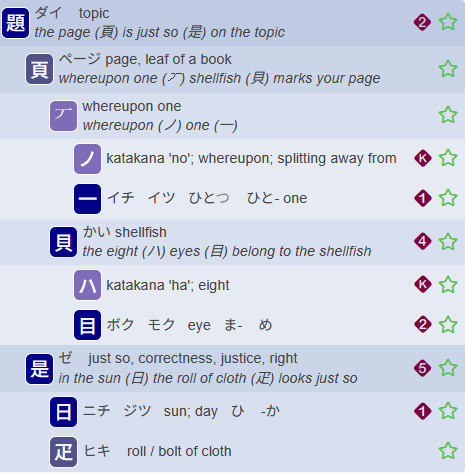 題 ダイ topic 2
the page (頁) is just so (是) on the topic
頁 ページ page, leaf of a book
whereupon one (丆) shellfish (貝) marks your page
丆 whereupon one
whereupon (ノ) one (一)
ノ katakana 'no'; whereupon; splitting away from K
一 イチ イツ ひとつ ひと- one 1
貝 かい shellfish 4
the eight (ハ) eyes (目) belong to the shellfish
ハ katakana 'ha'; eight K
目 ボク モク eye ま- め 2
是 ゼ just so, correctness, justice, right 5
in the sun (日) the roll of cloth (疋) looks just so
日 ニチ ジツ sun; day ひ -か 1
疋 ヒキ roll / bolt of cloth